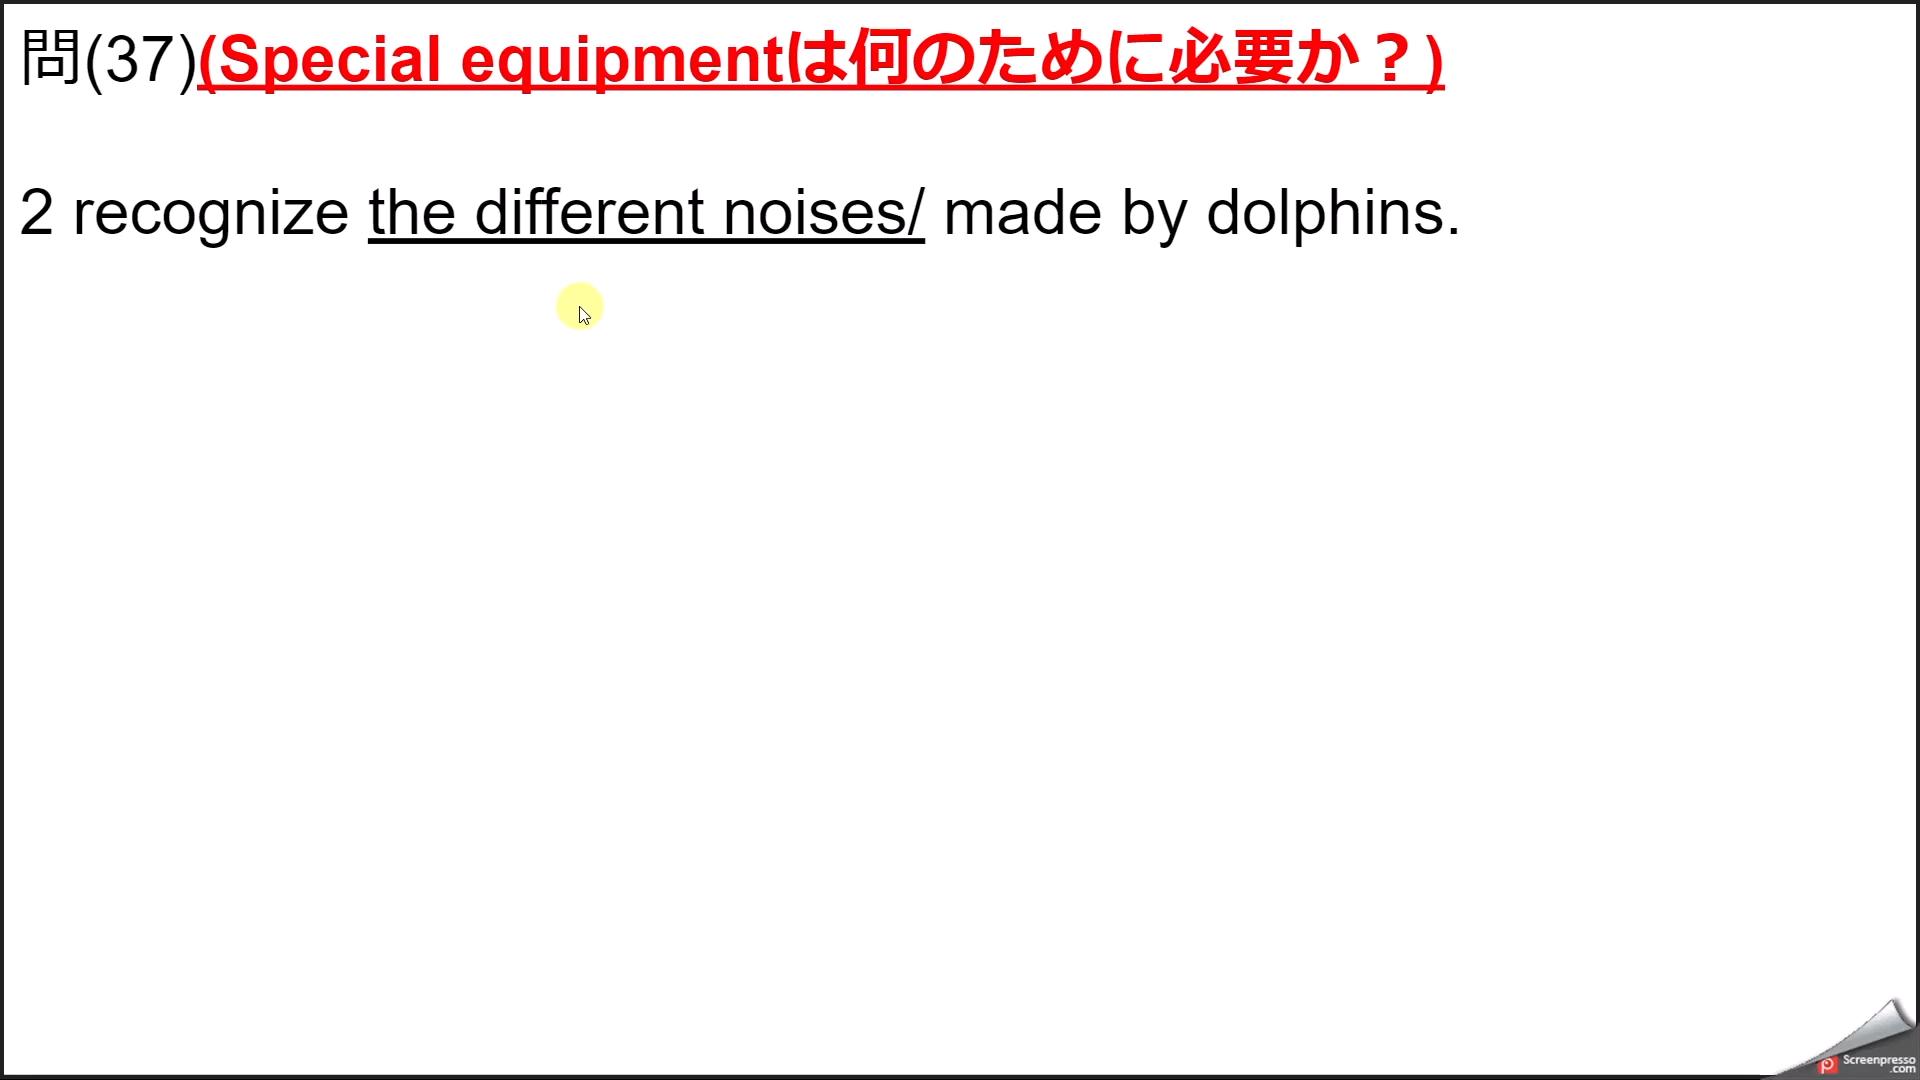 問(37)(Special equipmentは何のために必要か？)
2 recognize the different noises/ made by dolphins.
Screenpresso
.com